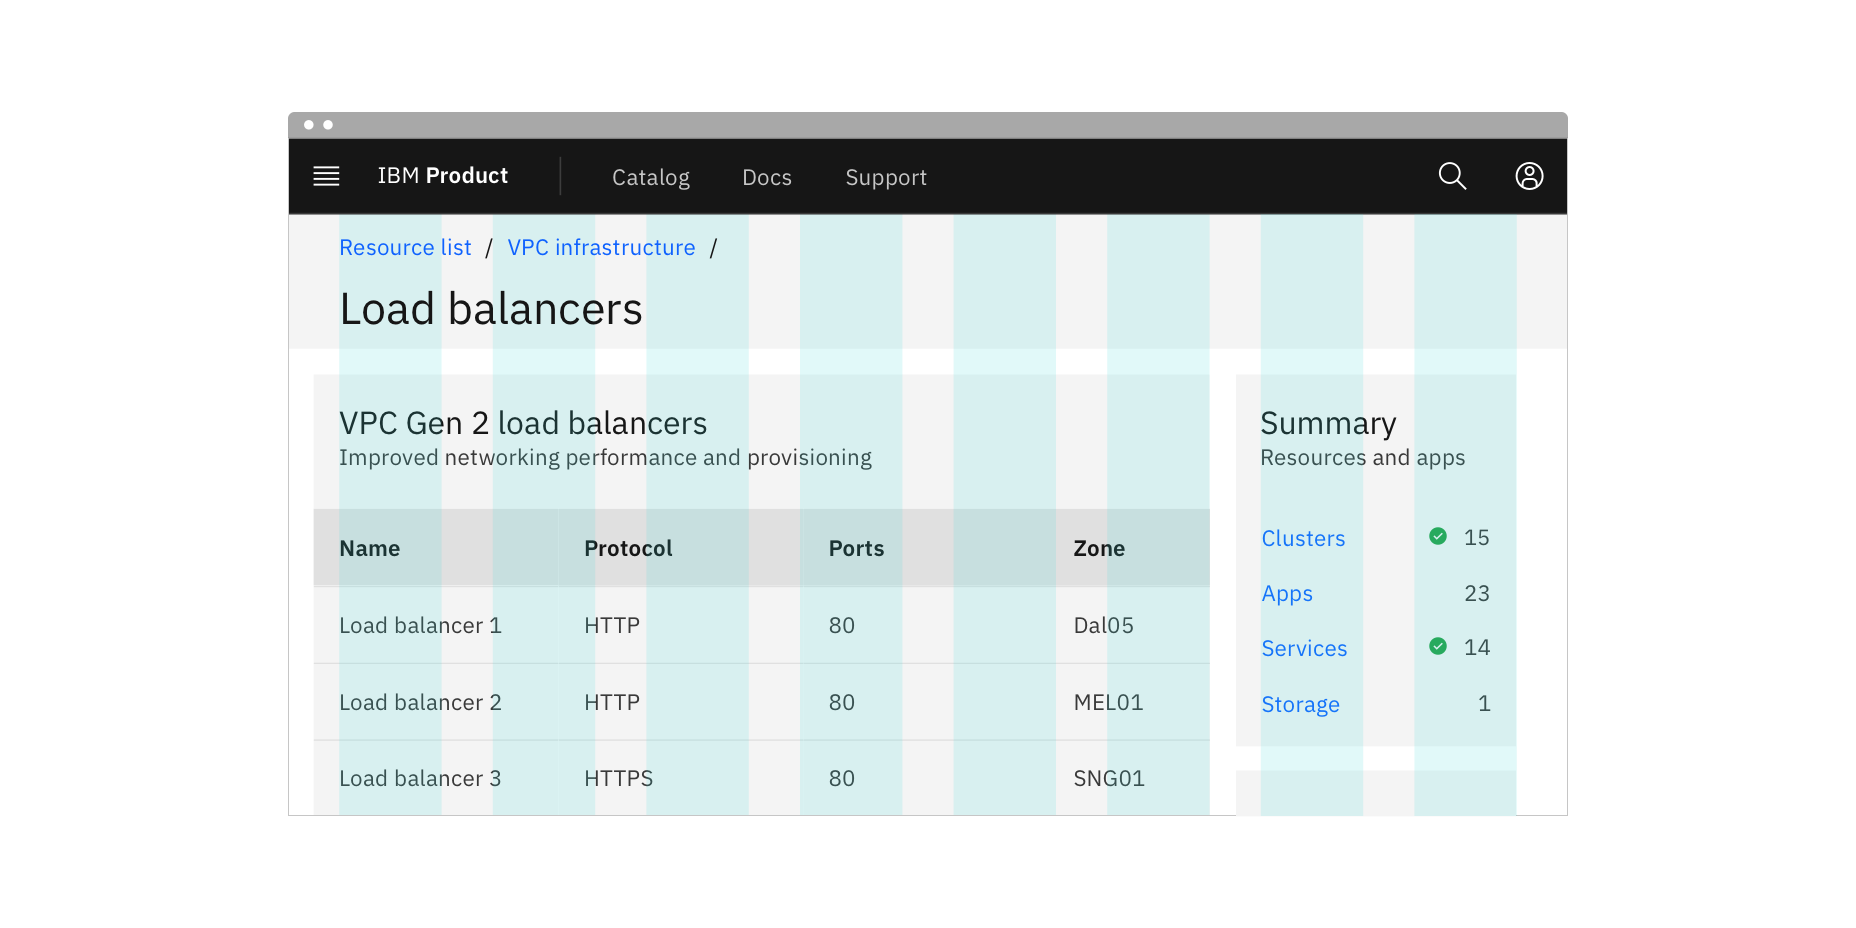 IBM Product Catalog Docs Support
Resource list / VPC infrastructure /
Load balancers
VPC Gen 2 load balancers
Improved networking performance and provisioning
Name Protocol Ports Zone
Load balancer 1 HTTP 80 Dal05
Load balancer 2 HTTP 80 MEL01
Load balancer 3 HTTPS 80 SNG01
Summary
Resources and apps
Clusters 15
Apps 23
Services 14
Storage 1